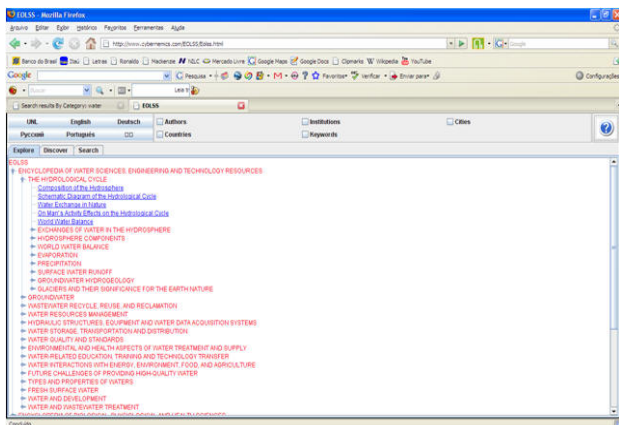 EOLSS - Mozilla Firefox
Arquivo Editar Exibir Histórico Favoritos Ferramentas Ajuda
http://www.cybernemics.com/EOLSS/Eolss.html
Banco do Brasil Itaú Letras Ronaldo Mackenzie NLC Mercado Livre Google Maps Google Docs Clipmarks Wikipedia YouTube
Google Pesquisa Favoritos Verificar Enviar para Configurações
Buscar Leia
Search results By Category: water EOLSS
UNL English Deutsch Authors Institutions Cities
Русский Português Countries Keywords
Explore Discover Search
EOLSS
ENCYCLOPEDIA OF WATER SCIENCES, ENGINEERING AND TECHNOLOGY RESOURCES
THE HYDROLOGICAL CYCLE
Composition of the Hydrosphere
Schematic Diagram of the Hydrological Cycle
Water Exchange in Nature
On Man's Activity Effects on the Hydrological Cycle
World Water Balance
EXCHANGES OF WATER IN THE HYDROSPHERE
HYDROSPHERE COMPONENTS
WORLD WATER BALANCE
EVAPORATION
PRECIPITATION
SURFACE WATER RUNOFF
GROUNDWATER HYDROGEOLOGY
GLACIERS AND THEIR SIGNIFICANCE FOR THE EARTH NATURE
GROUNDWATER
WASTEWATER RECYCLE, REUSE, AND RECLAMATION
WATER RESOURCES MANAGEMENT
HYDRAULIC STRUCTURES, EQUIPMENT AND WATER DATA ACQUISITION SYSTEMS
WATER STORAGE, TRANSPORTATION AND DISTRIBUTION
WATER QUALITY AND STANDARDS
ENVIRONMENTAL AND HEALTH ASPECTS OF WATER TREATMENT AND SUPPLY
WATER-RELATED EDUCATION, TRAINING AND TECHNOLOGY TRANSFER
WATER INTERACTIONS WITH ENERGY, ENVIRONMENT, FOOD, AND AGRICULTURE
FUTURE CHALLENGES OF PROVIDING HIGH-QUALITY WATER
TYPES AND PROPERTIES OF WATERS
FRESH SURFACE WATER
WATER AND DEVELOPMENT
WATER AND WASTEWATER TREATMENT
ENCYCLOPEDIA OF BIOLOGICAL, PHYSIOLOGICAL AND HEALTH SCIENCES
Concluído